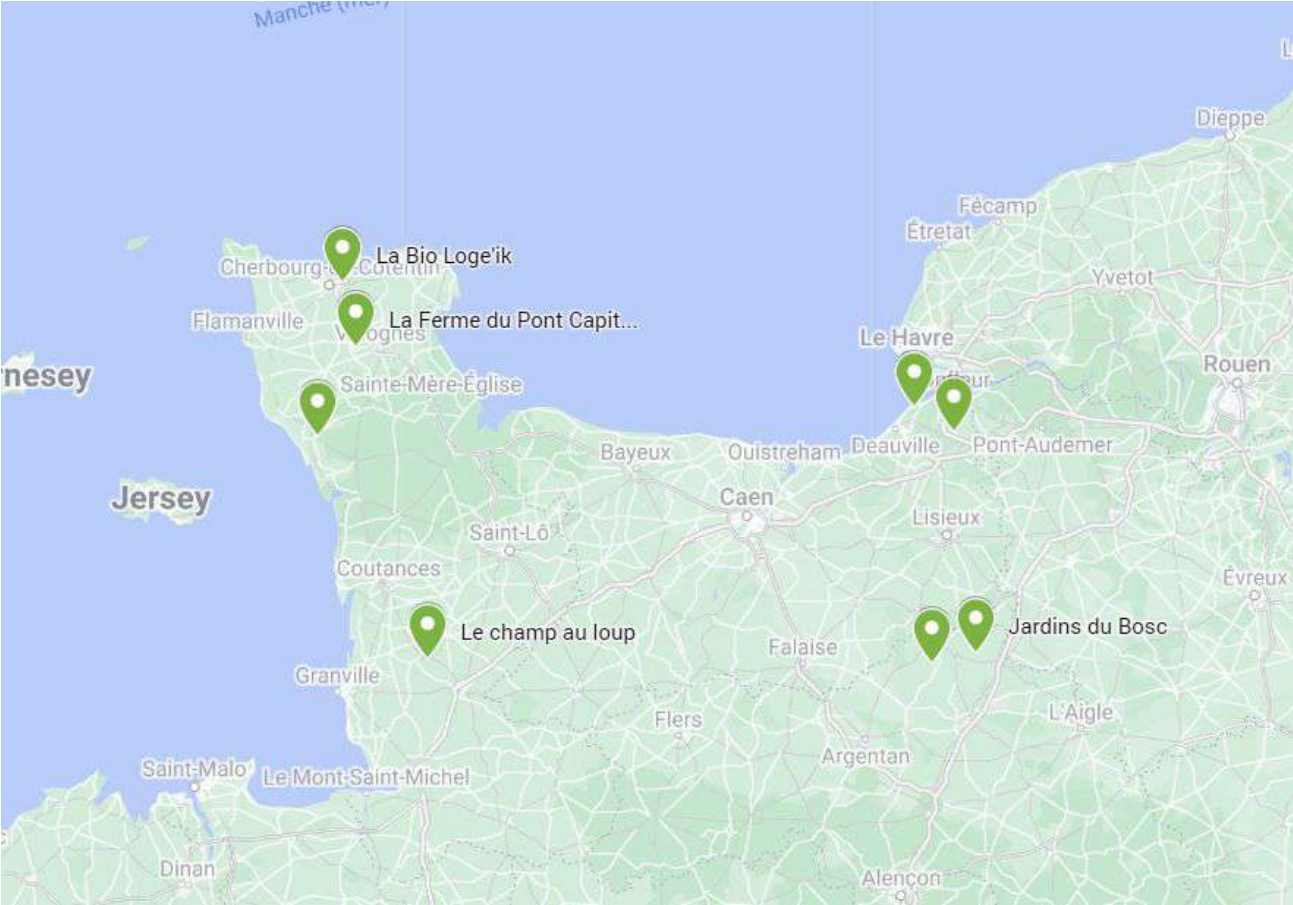 Manche (mer)
Dieppe
Fécamp
Étretat
La Bio Loge'ik
Cherbourg-
Cotentin
Yvetot
Flamanville
La Ferme du Pont Capit...
Valognes
Le Havre
Rouen
nesey
Sainte-Mère-Église
Bayeux
Ouistreham
Deauville
Pont-Audemer
Jersey
Caen
Lisieux
Saint-Lô
Coutances
Évreux
Le champ au loup
Jardins du Bosc
Falaise
Granville
L'Aigle
Flers
Argentan
Saint-Malo
Le Mont-Saint-Michel
Dinan
Alençon